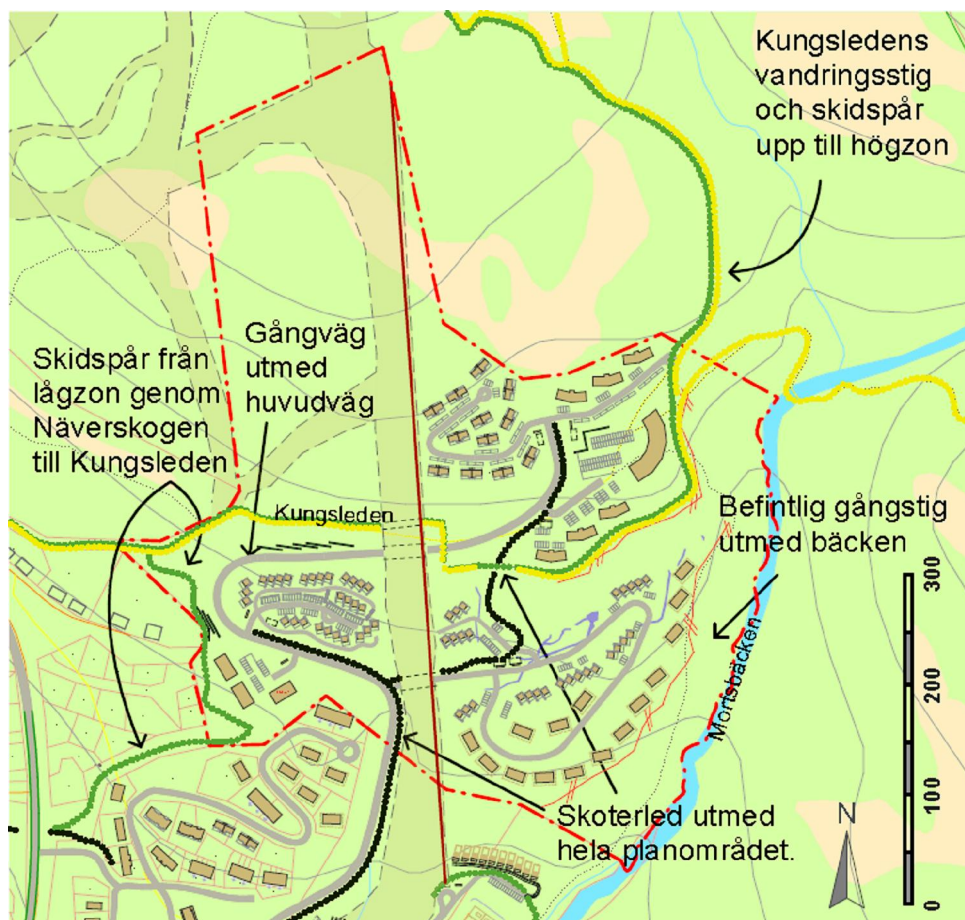 Kungsledens
vandringsstig
och skidspår
upp till högzon
Gångväg
utmed
huvudväg
Skidspår från
lågzon genom
Näverskogen
till Kungsleden
Kungsleden
Befintlig gångstig
utmed bäcken
Mortsbäcken
Skoterled utmed
hela planområdet.
300
200
100
0
N